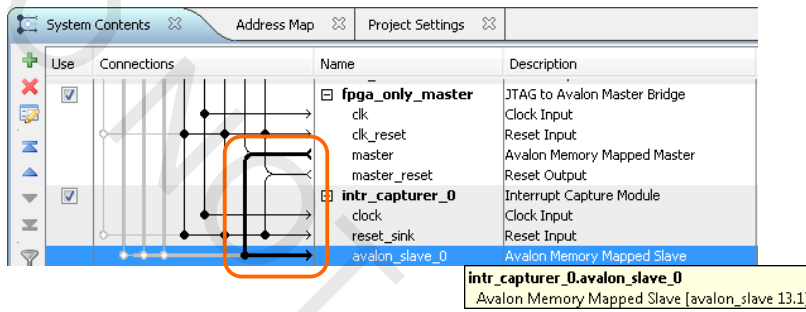 System Contents Address Map Project Settings
Use Connections Name Description
fpga_only_master JTAG to Avalon Master Bridge
clk Clock Input
clk_reset Reset Input
master Avalon Memory Mapped Master
master_reset Reset Output
intr_capturer_0 Interrupt Capture Module
clock Clock Input
reset_sink Reset Input
avalon_slave_0 Avalon Memory Mapped Slave
intr_capturer_0.avalon_slave_0
Avalon Memory Mapped Slave [avalon_slave 13.1]